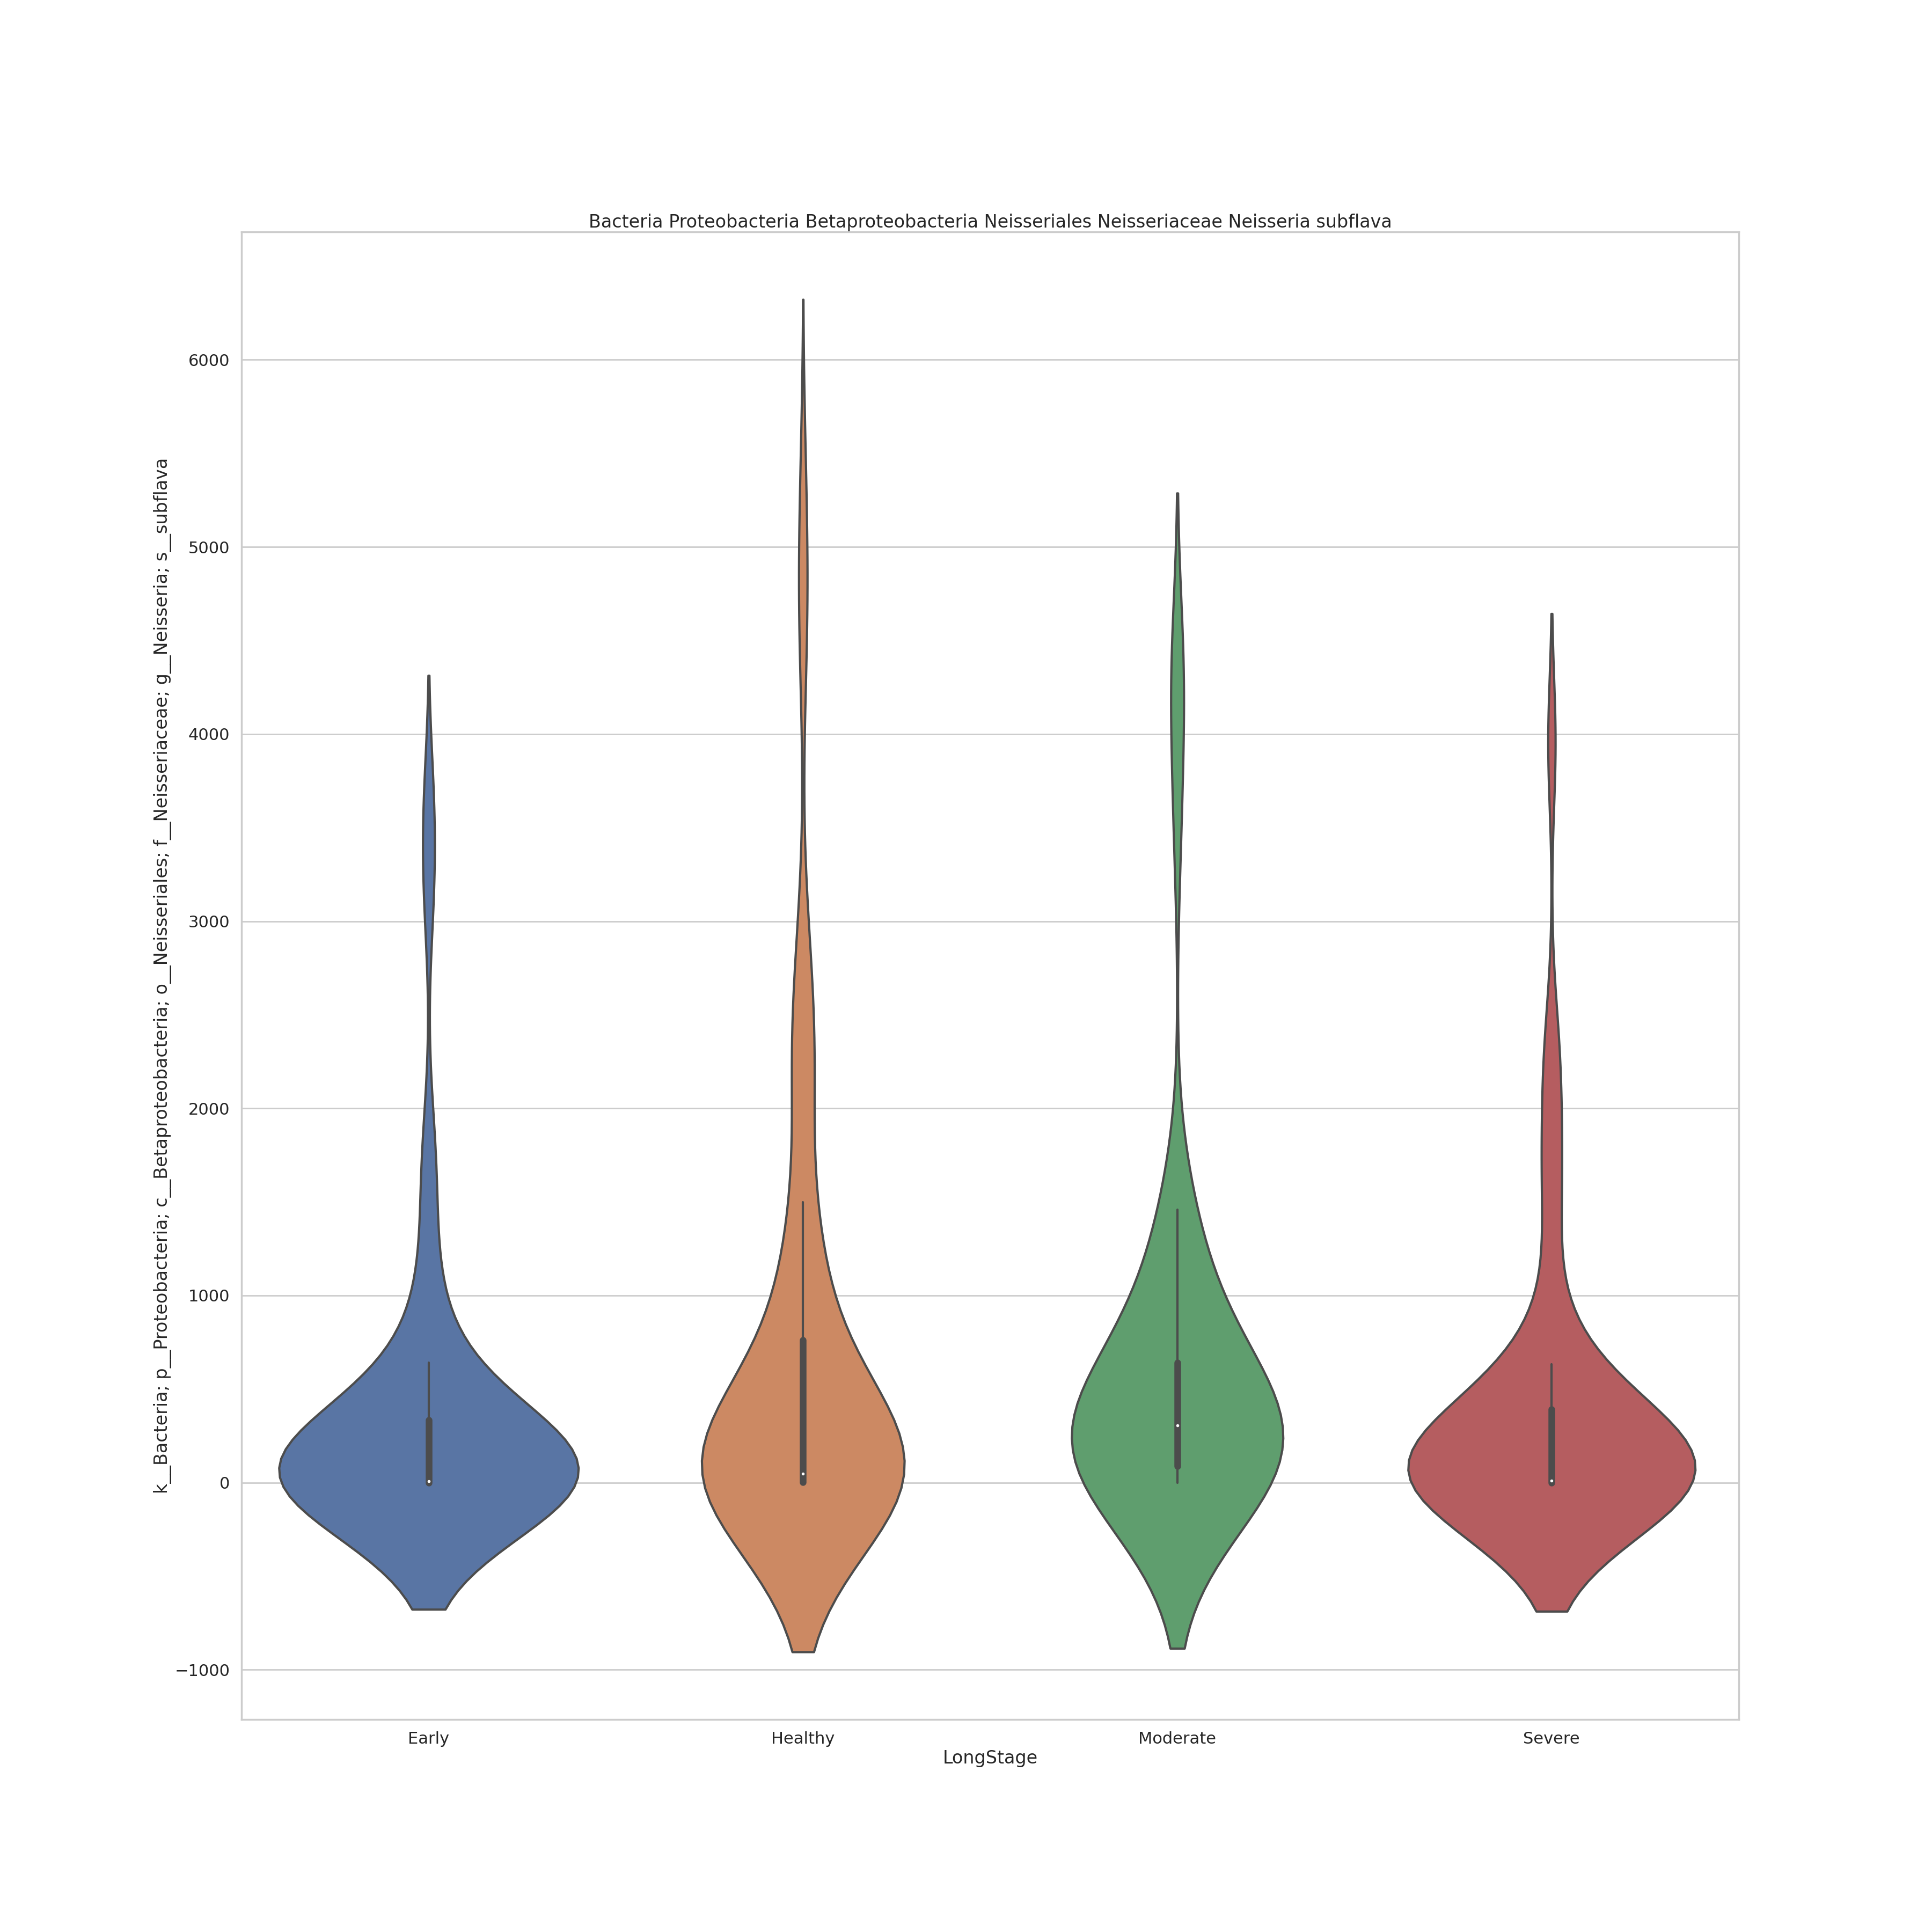 Bacteria Proteobacteria Betaproteobacteria Neisseriales Neisseriaceae Neisseria subflava
k__Bacteria; p__Proteobacteria; c__Betaproteobacteria; o__Neisseriales; f__Neisseriaceae; g__Neisseria; s__subflava
6000
5000
4000
3000
2000
1000
0
−1000
Early Healthy Moderate Severe
LongStage